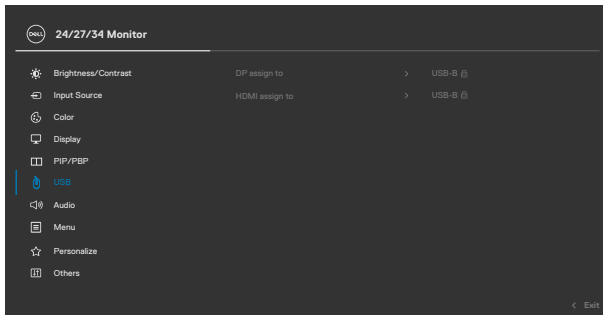 DELL 24/27/34 Monitor
Brightness/Contrast DP assign to > USB-B
Input Source HDMI assign to > USB-B
Color
Display
PIP/PBP
USB
Audio
Menu
Personalize
Others
< Exit